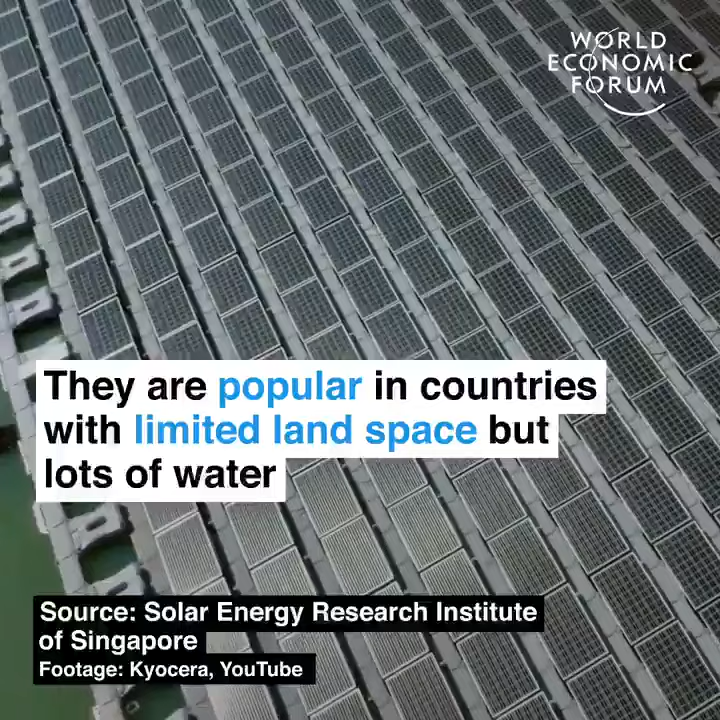 WORLD
ECONOMIC
FORUM
They are popular in countries
with limited land space but
lots of water
Source: Solar Energy Research Institute
of Singapore
Footage: Kyocera, YouTube